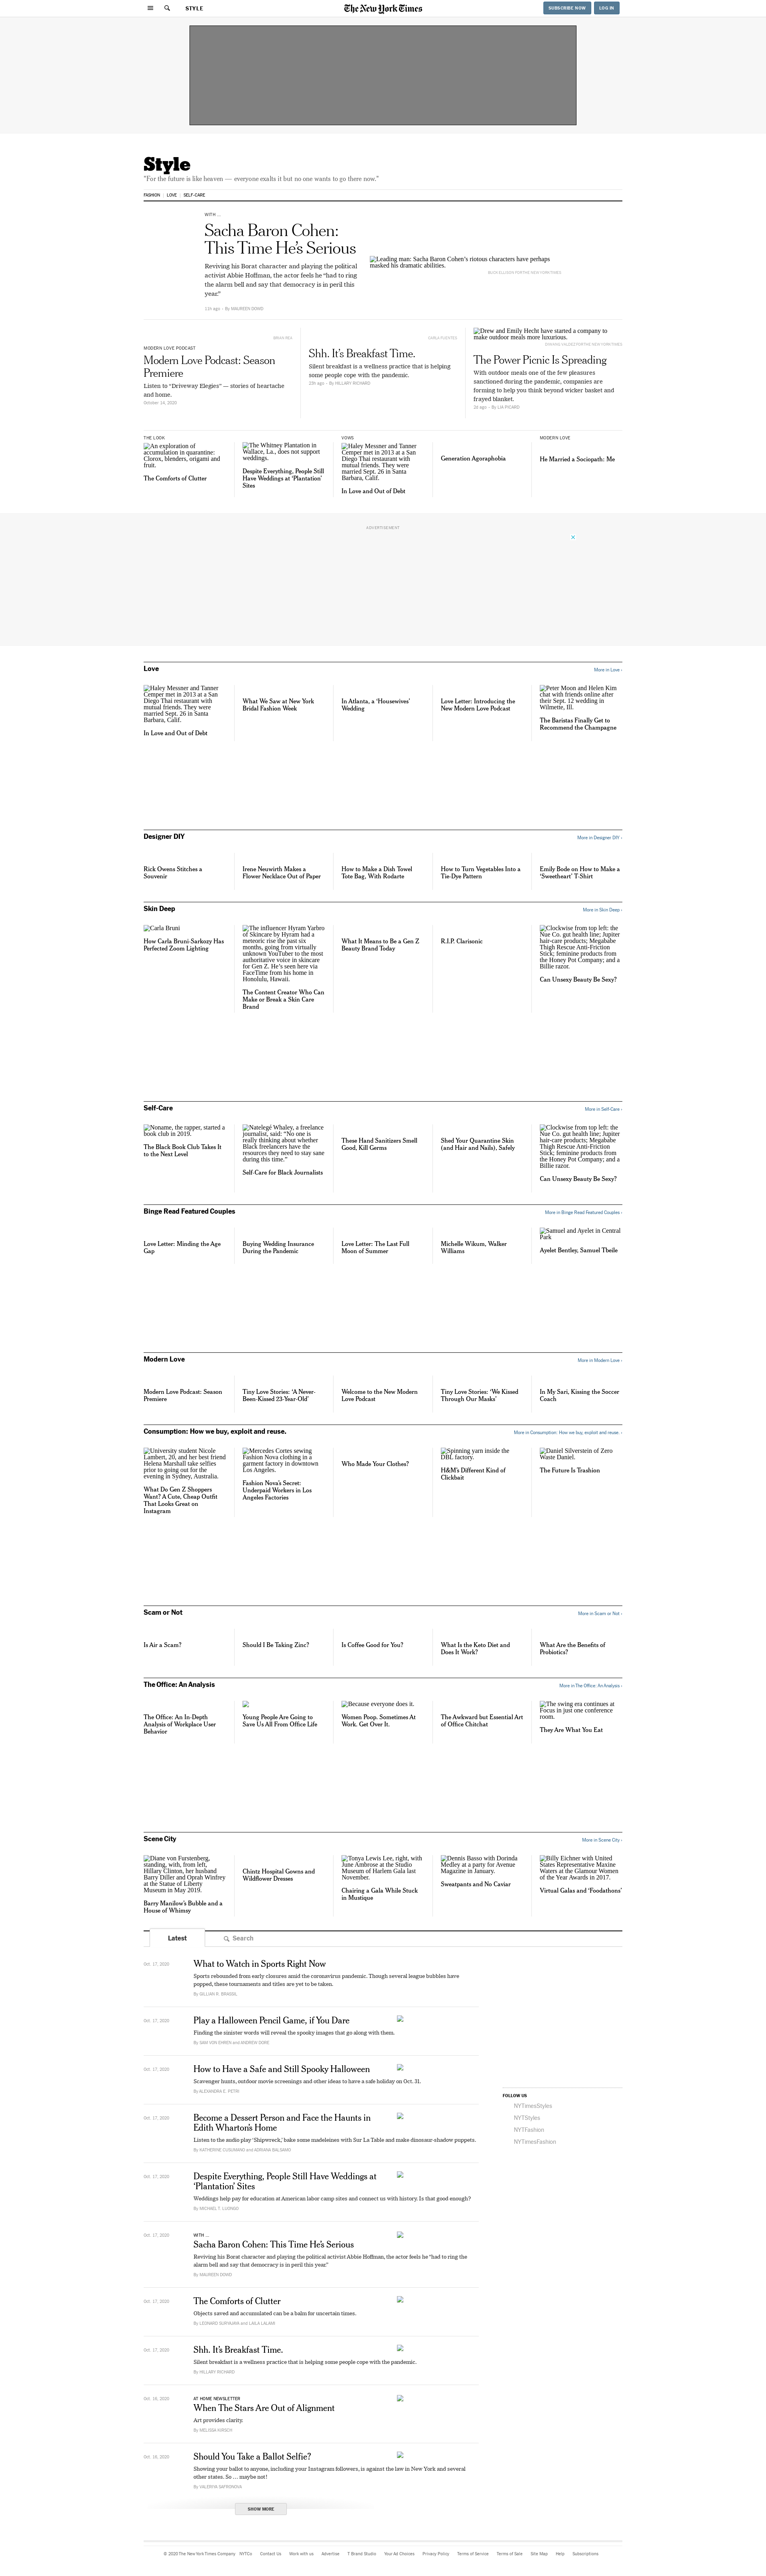 STYLE
The New York Times
SUBSCRIBE NOW
LOG IN
Style
"For the future is like heaven — everyone exalts it but no one wants to go there now."
FASHION
LOVE
SELF-CARE
WITH ...
Sacha Baron Cohen:
This Time He's Serious
Reviving his Borat character and playing the political
activist Abbie Hoffman, the actor feels he "had to ring
the alarm bell and say that democracy is in peril this
year."
11h ago · By MAUREEN DOWD
Leading man: Sacha Baron Cohen's riotous characters have perhaps
masked his dramatic abilities.
BUCK ELLISON FOR THE NEW YORK TIMES
BRIAN REA
MODERN LOVE PODCAST
Modern Love Podcast: Season
Premiere
Listen to "Driveway Elegies" — stories of heartache
and home.
October 14, 2020
CARLA FUENTES
Shh. It's Breakfast Time.
Silent breakfast is a wellness practice that is helping
some people cope with the pandemic.
23h ago · By HILLARY RICHARD
Drew and Emily Hecht have started a company to
make outdoor meals more luxurious.
The Power Picnic Is Spreading
With outdoor meals one of the few pleasures
sanctioned during the pandemic, companies are
forming to help you think beyond wicker basket and
frayed blanket.
2d ago · By LIA PICARD
THE LOOK
An exploration of
accumulation in quarantine:
Clorox, blenders, origami and
fruit.
The Comforts of Clutter
The Whitney Plantation in
Wallace, La., does not support
weddings.
Despite Everything, People Still
Have Weddings at 'Plantation'
Sites
VOWS
Haley Messner and Tanner
Cemper met in 2013 at a San
Diego Thai restaurant with
mutual friends. They were
married Sept. 26 in Santa
Barbara, Calif.
In Love and Out of Debt
Generation Agoraphobia
MODERN LOVE
He Married a Sociopath: Me
ADVERTISEMENT
Love
More in Love ›
Haley Messner and Tanner
Cemper met in 2013 at a San
Diego Thai restaurant with
mutual friends. They were
married Sept. 26 in Santa
Barbara, Calif.
In Love and Out of Debt
What We Saw at New York
Bridal Fashion Week
In Atlanta, a 'Housewives'
Wedding
Love Letter: Introducing the
New Modern Love Podcast
Peter Moon and Helen Kim
chat with friends online after
their Sept. 12 wedding in
Wilmette, Ill.
The Baristas Finally Get to
Recommend the Champagne
Designer DIY
More in Designer DIY ›
Rick Owens Stitches a
Souvenir
Irene Neuwirth Makes a
Flower Necklace Out of Paper
How to Make a Dish Towel
Tote Bag, With Rodarte
How to Turn Vegetables Into a
Tie-Dye Pattern
Emily Bode on How to Make a
'Sweetheart' T-Shirt
Skin Deep
More in Skin Deep ›
Carla Bruni
How Carla Bruni-Sarkozy Has
Perfected Zoom Lighting
The influencer Hyram Yarbro
of Skincare by Hyram had a
meteoric rise the past six
months, going from virtually
unknown YouTuber to the most
authoritative voice in skincare
for Gen Z. He's seen here via
FaceTime from his home in
Honolulu, Hawaii.
The Content Creator Who Can
Make or Break a Skin Care
Brand
What It Means to Be a Gen Z
Beauty Brand Today
R.I.P. Clarisonic
Clockwise from top left: the
Nue Co. gut health line; Jupiter
hair-care products; Megababe
Thigh Rescue Anti-Friction
Stick; feminine products from
the Honey Pot Company; and a
Billie razor.
Can Unsexy Beauty Be Sexy?
Self-Care
More in Self-Care ›
Noname, the rapper, started a
book club in 2019.
The Black Book Club Takes It
to the Next Level
Natelegé Whaley, a freelance
journalist, said: "No one is
really thinking about whether
Black freelancers have the
resources they need to stay sane
during this time."
Self-Care for Black Journalists
These Hand Sanitizers Smell
Good, Kill Germs
Shed Your Quarantine Skin
(and Hair and Nails), Safely
Clockwise from top left: the
Nue Co. gut health line; Jupiter
hair-care products; Megababe
Thigh Rescue Anti-Friction
Stick; feminine products from
the Honey Pot Company; and a
Billie razor.
Can Unsexy Beauty Be Sexy?
Binge Read Featured Couples
More in Binge Read Featured Couples ›
Love Letter: Minding the Age
Gap
Buying Wedding Insurance
During the Pandemic
Love Letter: The Last Full
Moon of Summer
Michelle Wikum, Walker
Williams
Samuel and Ayelet in Central
Park
Ayelet Bentley, Samuel Tbeile
Modern Love
More in Modern Love ›
Modern Love Podcast: Season
Premiere
Tiny Love Stories: 'A Never-
Been-Kissed 23-Year-Old'
Welcome to the New Modern
Love Podcast
Tiny Love Stories: 'We Kissed
Through Our Masks'
In My Sari, Kissing the Soccer
Coach
Consumption: How we buy, exploit and reuse.
More in Consumption: How we buy, exploit and reuse. ›
University student Nicole
Lambert, 20, and her best friend
Helena Marshall take selfies
prior to going out for the
evening in Sydney, Australia.
What Do Gen Z Shoppers
Want? A Cute, Cheap Outfit
That Looks Great on
Instagram
Mercedes Cortes sewing
Fashion Nova clothing in a
garment factory in downtown
Los Angeles.
Fashion Nova's Secret:
Underpaid Workers in Los
Angeles Factories
Who Made Your Clothes?
Spinning yarn inside the
DBL factory.
H&M's Different Kind of
Clickbait
Daniel Silverstein of Zero
Waste Daniel.
The Future Is Trashion
Scam or Not
More in Scam or Not ›
Is Air a Scam?
Should I Be Taking Zinc?
Is Coffee Good for You?
What Is the Keto Diet and
Does It Work?
What Are the Benefits of
Probiotics?
The Office: An Analysis
More in The Office: An Analysis ›
The Office: An In-Depth
Analysis of Workplace User
Behavior
Young People Are Going to
Save Us All From Office Life
Because everyone does it.
Women Poop. Sometimes At
Work. Get Over It.
The Awkward but Essential Art
of Office Chitchat
The swing era continues at
Focus in just one conference
room.
They Are What You Eat
Scene City
More in Scene City ›
Diane von Furstenberg,
standing, with, from left,
Hillary Clinton, her husband
Barry Diller and Oprah Winfrey
at the Statue of Liberty
Museum in May 2019.
Barry Manilow's Bubble and a
House of Whimsy
Chintz Hospital Gowns and
Wildflower Dresses
Tonya Lewis Lee, right, with
June Ambrose at the Studio
Museum of Harlem Gala last
November.
Chairing a Gala While Stuck
in Mustique
Dennis Basso with Dorinda
Medley at a party for Avenue
Magazine in January.
Sweatpants and No Caviar
Billy Eichner with United
States Representative Maxine
Waters at the Glamour Women
of the Year Awards in 2017.
Virtual Galas and 'Foodathons'
Latest
Search
Oct. 17, 2020
What to Watch in Sports Right Now
Sports rebounded from early closures amid the coronavirus pandemic. Though several league bubbles have
popped, these tournaments and titles are yet to be taken.
By GILLIAN R. BRASSIL
Oct. 17, 2020
Play a Halloween Pencil Game, if You Dare
Finding the sinister words will reveal the spooky images that go along with them.
By SAM VON EHREN and ANDREW SORE
Oct. 17, 2020
How to Have a Safe and Still Spooky Halloween
Scavenger hunts, outdoor movie screenings and other ideas to have a safe holiday on Oct. 31.
By ALEXANDRA E. PETRI
Oct. 17, 2020
Become a Dessert Person and Face the Haunts in
Edith Wharton's Home
Listen to the audio play 'Shipwreck,' bake some madeleines with Sur La Table and make dinosaur-shadow puppets.
By KATHERINE CUSUMANO and ADRIANA BALSAMO
Oct. 17, 2020
Despite Everything, People Still Have Weddings at
'Plantation' Sites
Weddings help pay for education at American labor camp sites and connect us with history. Is that good enough?
By MICHAEL T. LUONGO
Oct. 17, 2020
WITH ...
Sacha Baron Cohen: This Time He's Serious
Reviving his Borat character and playing the political activist Abbie Hoffman, the actor feels he "had to ring the
alarm bell and say that democracy is in peril this year."
By MAUREEN DOWD
Oct. 17, 2020
The Comforts of Clutter
Objects saved and accumulated can be a balm for uncertain times.
Oct. 17, 2020
Shh. It's Breakfast Time.
Silent breakfast is a wellness practice that is helping some people cope with the pandemic.
By HILLARY RICHARD
Oct. 16, 2020
AT HOME NEWSLETTER
When The Stars Are Out of Alignment
Art provides clarity.
By MELISSA KIRSCH
Oct. 16, 2020
Should You Take a Ballot Selfie?
Showing your ballot to anyone, including your Instagram followers, is against the law in New York and several
other states. So … maybe not!
By VALERIYA SAFRONOVA
SHOW MORE
FOLLOW US
NYTimesStyles
NYTStyles
NYTFashion
NYTimesFashion
© 2020 The New York Times Company
NYTCo
Contact Us
Work with us
Advertise
T Brand Studio
Your Ad Choices
Privacy Policy
Terms of Service
Terms of Sale
Site Map
Help
Subscriptions